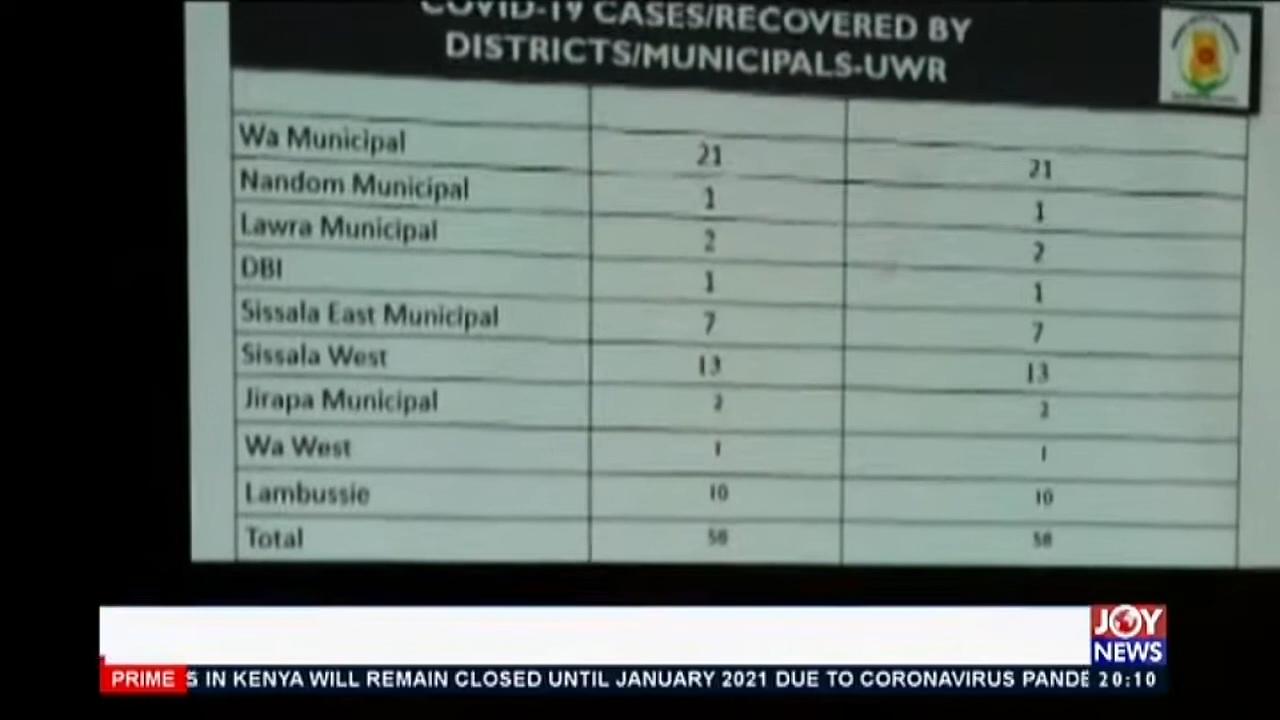 COVID-19 CASES/RECOVERED BY
DISTRICTS/MUNICIPALS-UWR
Wa Municipal 21 21
Nandom Municipal 1 1
Lawra Municipal 2 2
DBI 1 1
Sissala East Municipal 7 7
Sissala West 13 13
Jirapa Municipal 2 2
Wa West 1 1
Lambussie 10 10
Total 58 58
JOY
NEWS
PRIME S IN KENYA WILL REMAIN CLOSED UNTIL JANUARY 2021 DUE TO CORONAVIRUS PANDE 20:10